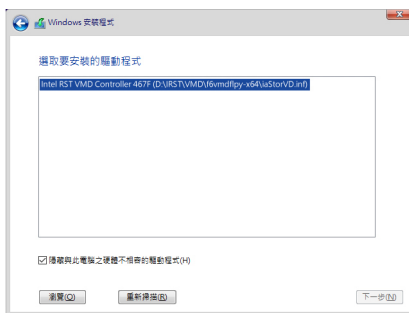 Windows 安裝程式
選取要安裝的驅動程式
Intel RST VMD Controller 467F (D:\IRST\VMD\f6vmdflpy-x64\iaStorVD.inf)
隱藏與此電腦之硬體不相容的驅動程式(H)
瀏覽(O) 重新掃描(R) 下一步(N)